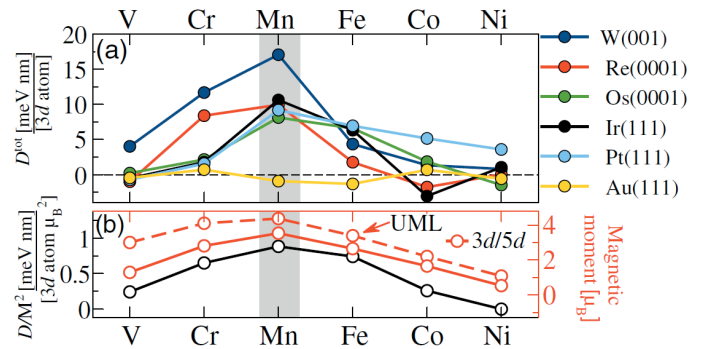 V Cr Mn Fe Co Ni
(a)
20
15
10
5
0
D^tot [meV nm] / [3d atom]
W(001)
Re(0001)
Os(0001)
Ir(111)
Pt(111)
Au(111)
(b)
1
0.5
0
D/M² [meV nm] / [3d atom μ_B²]
UML
3d/5d
4
2
0
Magnetic
moment [μ_B]
V Cr Mn Fe Co Ni